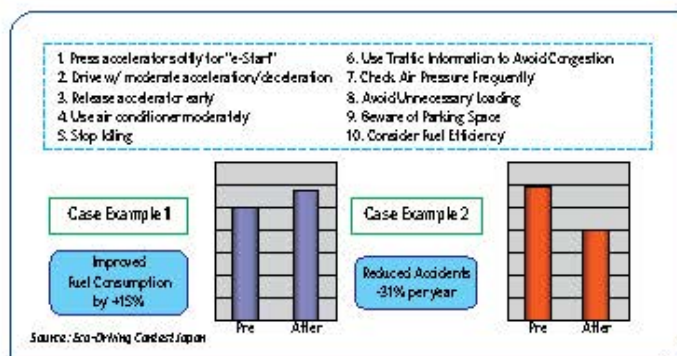 1. Press accelerator softly for "e-Start"
2. Drive w/ moderate acceleration/deceleration
3. Release accelerator early
4. Use air conditioner moderately
5. Stop Idling
6. Use Traffic Information to Avoid Congestion
7. Check Air Pressure Frequently
8. Avoid Unnecessary Loading
9. Beware of Parking Space
10. Consider Fuel Efficiency
Case Example 1
Improved
Fuel Consumption
by +15%
Pre After
Case Example 2
Reduced Accidents
-31% per year
Pre After
Source: Eco-Driving Contest Japan